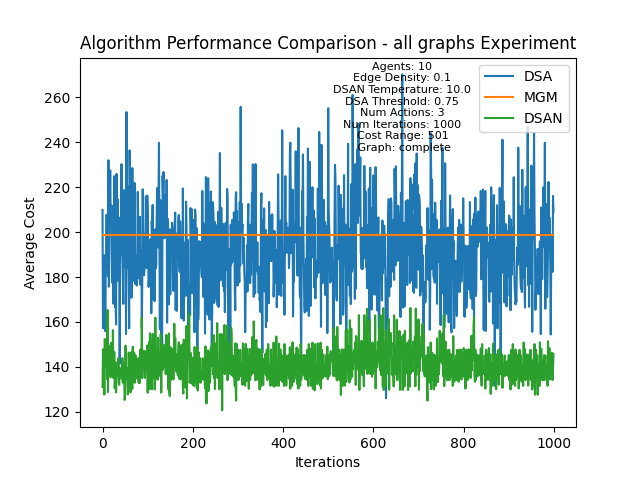 Algorithm Performance Comparison - all graphs Experiment
Agents: 10
Edge Density: 0.1
DSAN Temperature: 10.0
DSA Threshold: 0.75
Num Actions: 3
Num Iterations: 1000
Cost Range: 501
Graph: complete
DSA
MGM
DSAN
Average Cost
260
240
220
200
180
160
140
120
0
200
400
600
800
1000
Iterations